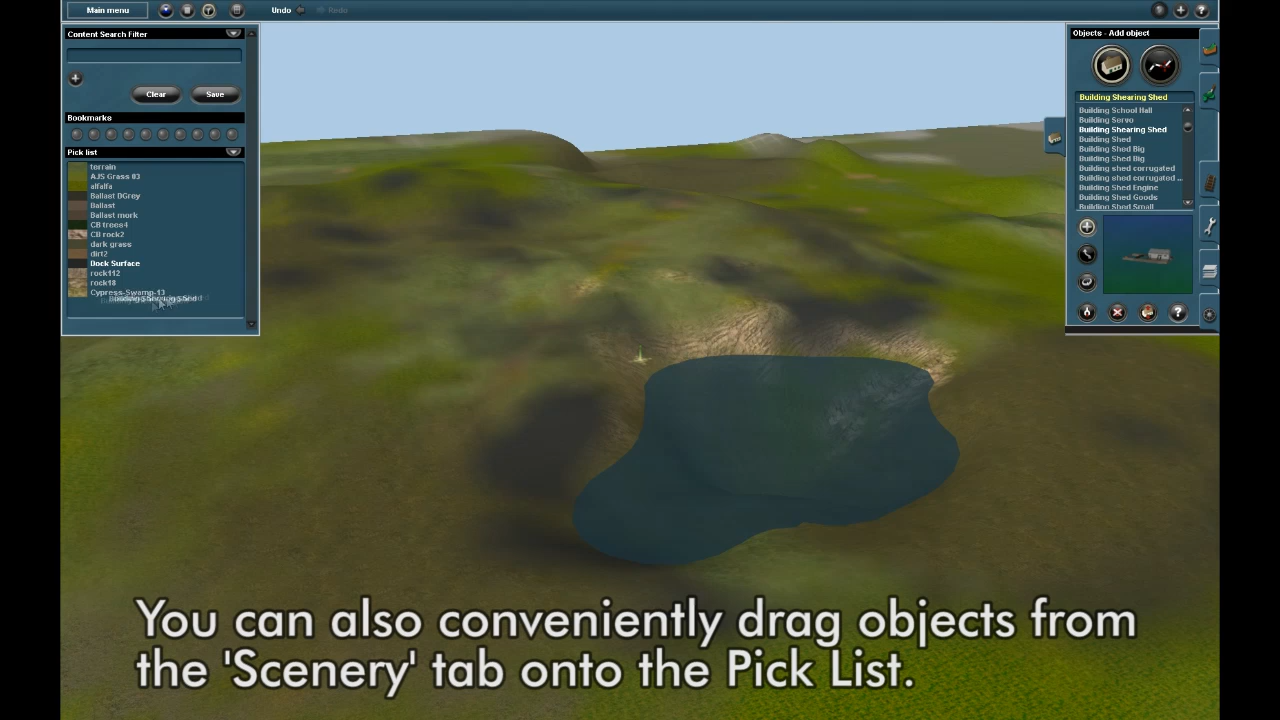 Main menu
Undo
Redo
Content Search Filter
Clear
Save
Bookmarks
Pick list
terrain
AJS Grass 03
alfalfa
Ballast DGrey
Ballast
Ballast mork
CB trees4
CB rock2
dark grass
dirt2
Dock Surface
rock112
rock18
Cypress-Swamp-13
Building Shearing Shed
Objects - Add object
Building Shearing Shed
Building School Hall
Building Servo
Building Shearing Shed
Building Shed
Building Shed Big
Building Shed Big
Building shed corrugated
Building shed corrugated ...
Building Shed Engine
Building Shed Goods
Building Shed Small
You can also conveniently drag objects from
the 'Scenery' tab onto the Pick List.